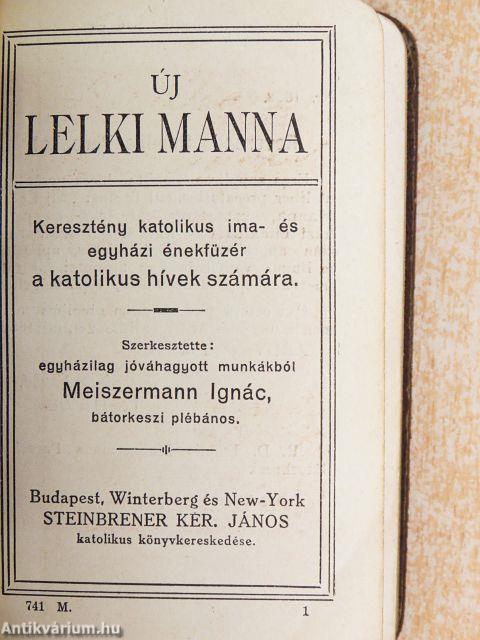 ÚJ
LELKI MANNA
Keresztény katolikus ima- és
egyházi énekfüzér
a katolikus hívek számára.
Szerkesztette:
egyházilag jóváhagyott munkákból
Meiszermann Ignác,
bátorkeszi plébános.
Budapest, Winterberg és New-York
STEINBRENER KER. JÁNOS
katolikus könyvkereskedése.
741 M. 1
Antikvárium.hu